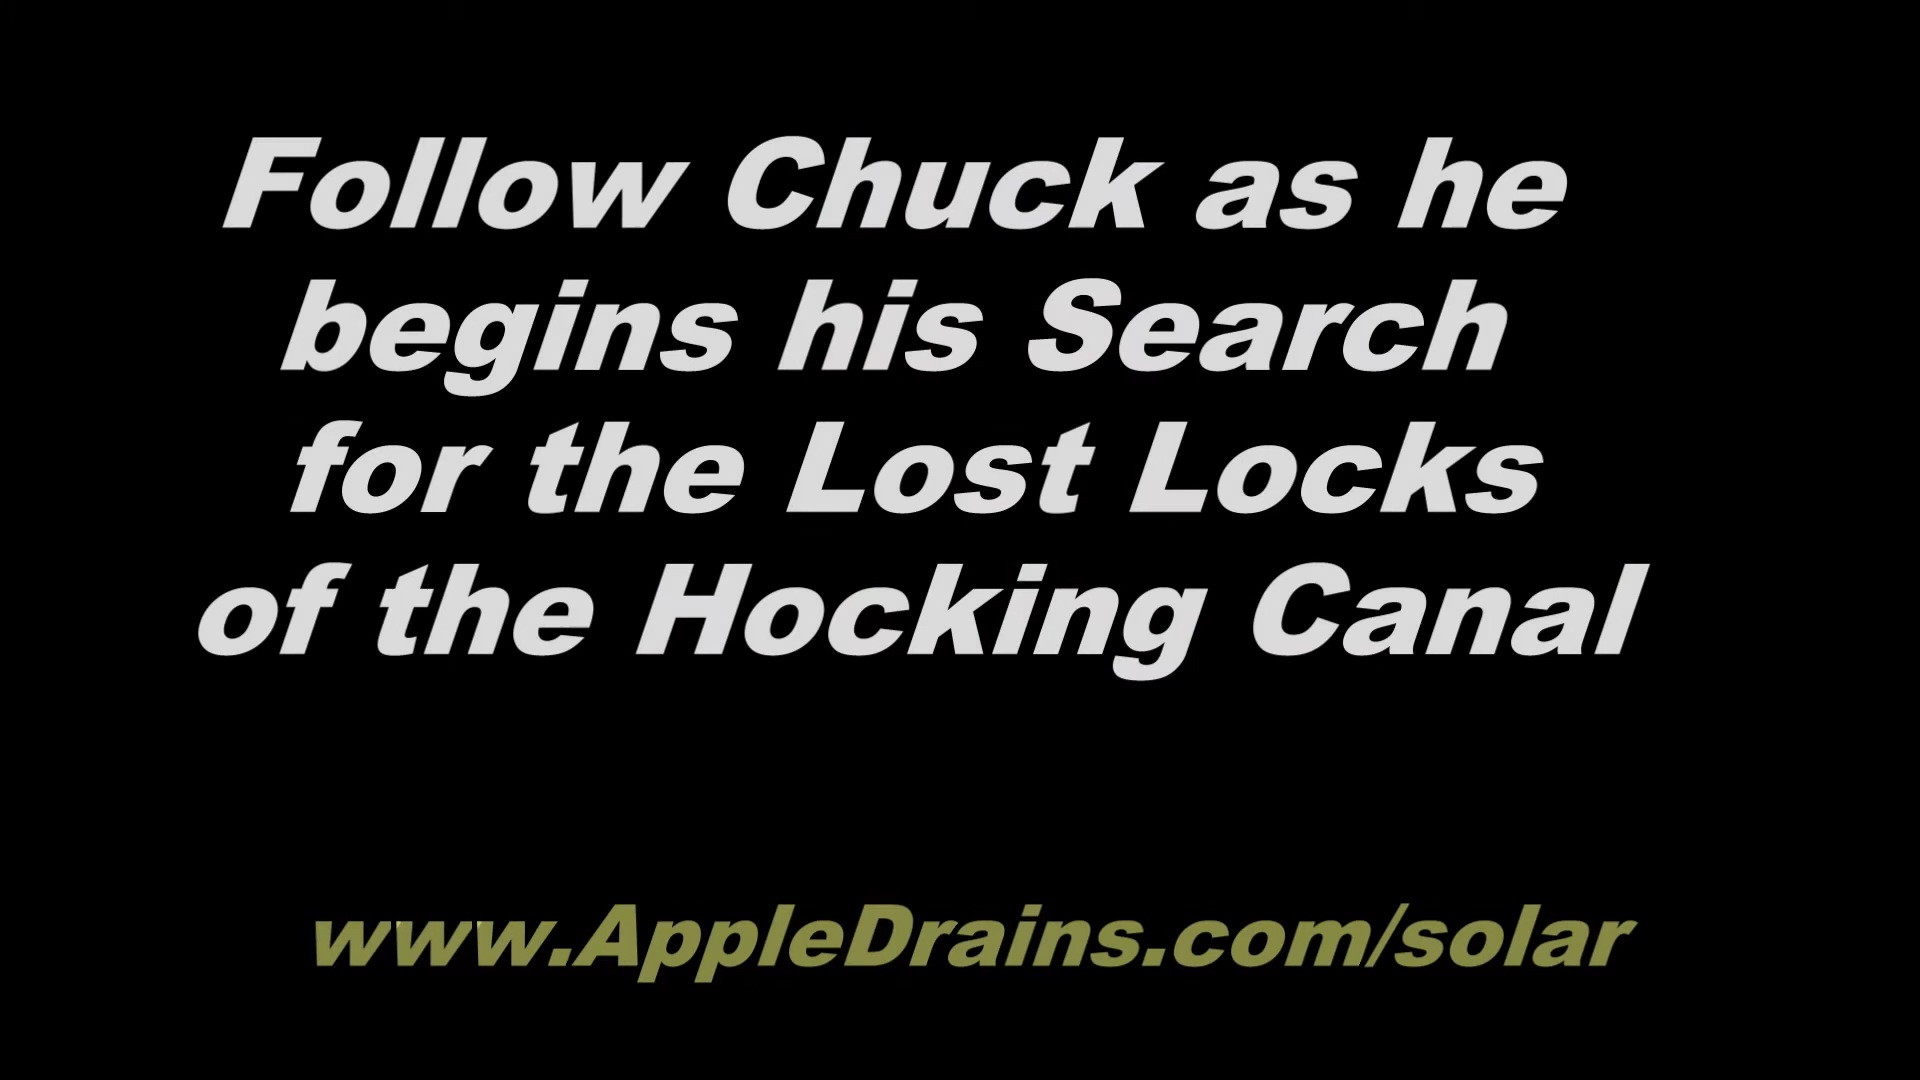 Follow Chuck as he
begins his Search
for the Lost Locks
of the Hocking Canal
www.AppleDrains.com/solar